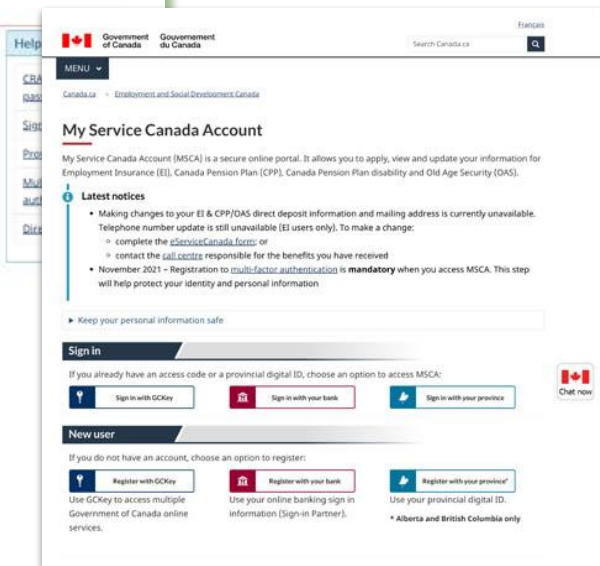 Help
CRA
pas
Sig
Pro
Mul
aut
Dire
Français
Government of Canada
Gouvernement du Canada
Search Canada.ca
MENU
Canada.ca > Employment and Social Development Canada
My Service Canada Account
My Service Canada Account (MSCA) is a secure online portal. It allows you to apply, view and update your information for
Employment Insurance (EI), Canada Pension Plan (CPP), Canada Pension Plan disability and Old Age Security (OAS).
Latest notices
Making changes to your EI & CPP/OAS direct deposit information and mailing address is currently unavailable.
Telephone number update is still unavailable (EI users only). To make a change:
complete the eServiceCanada form; or
contact the call centre responsible for the benefits you have received
November 2021 – Registration to multi-factor authentication is mandatory when you access MSCA. This step
will help protect your identity and personal information
Keep your personal information safe
Sign in
If you already have an access code or a provincial digital ID, choose an option to access MSCA:
Sign in with GCKey
Sign in with your bank
Sign in with your province
Chat now
New user
If you do not have an account, choose an option to register:
Register with GCKey
Register with your bank
Register with your province*
Use GCKey to access multiple
Government of Canada online
services.
Use your online banking sign in
information (Sign-in Partner).
Use your provincial digital ID.
* Alberta and British Columbia only